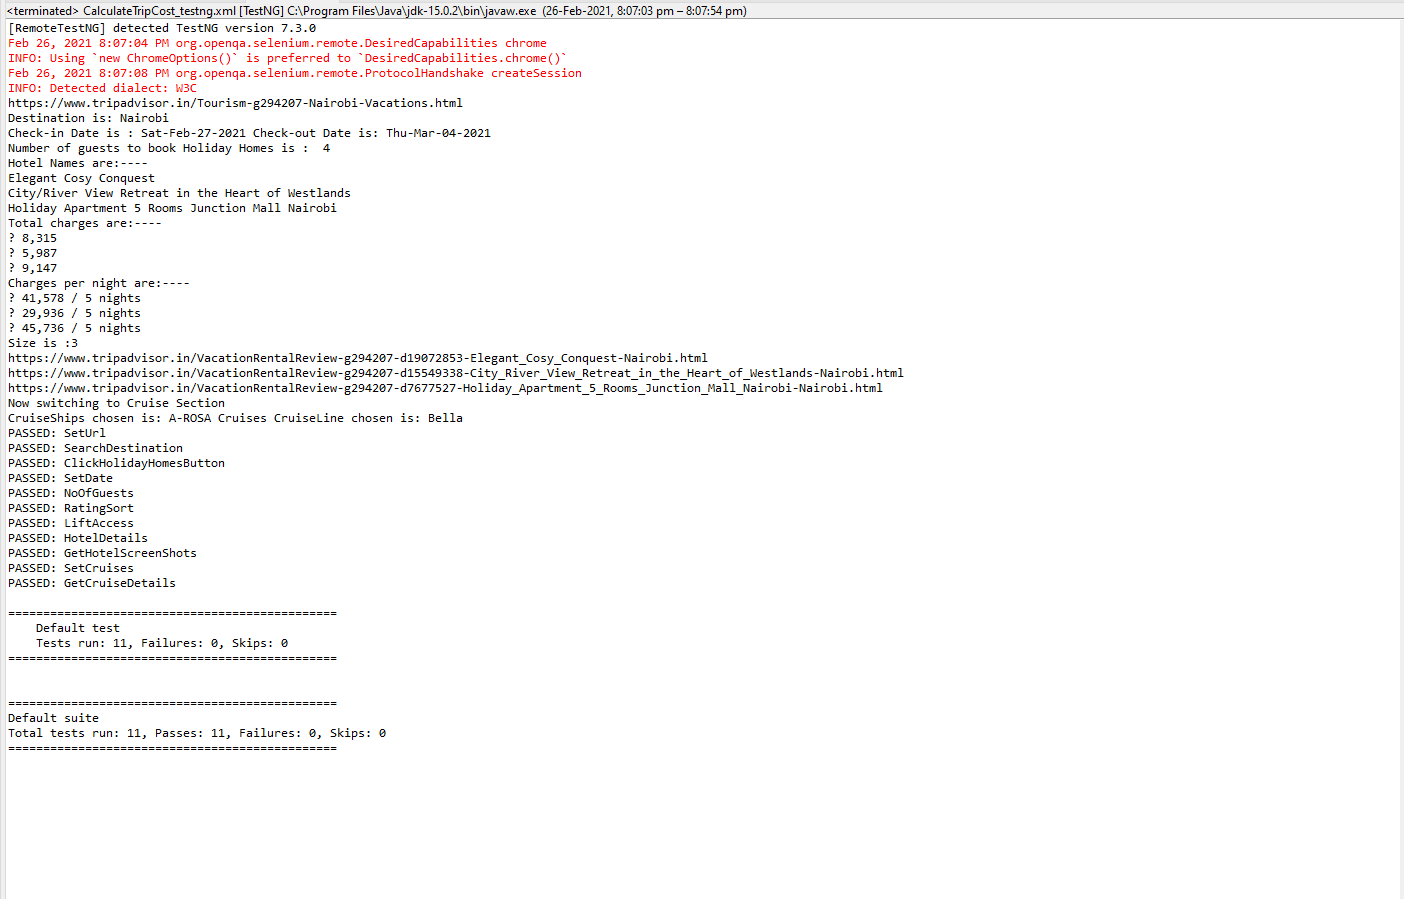 <terminated> CalculateTripCost_testng.xml [TestNG] C:\Program Files\Java\jdk-15.0.2\bin\javaw.exe (26-Feb-2021, 8:07:03 pm – 8:07:54 pm)
[RemoteTestNG] detected TestNG version 7.3.0
Feb 26, 2021 8:07:04 PM org.openqa.selenium.remote.DesiredCapabilities chrome
INFO: Using `new ChromeOptions()` is preferred to `DesiredCapabilities.chrome()`
Feb 26, 2021 8:07:08 PM org.openqa.selenium.remote.ProtocolHandshake createSession
INFO: Detected dialect: W3C
https://www.tripadvisor.in/Tourism-g294207-Nairobi-Vacations.html
Destination is: Nairobi
Check-in Date is : Sat-Feb-27-2021 Check-out Date is: Thu-Mar-04-2021
Number of guests to book Holiday Homes is :  4
Hotel Names are:----
Elegant Cosy Conquest
City/River View Retreat in the Heart of Westlands
Holiday Apartment 5 Rooms Junction Mall Nairobi
Total charges are:----
? 8,315
? 5,987
? 9,147
Charges per night are:----
? 41,578 / 5 nights
? 29,936 / 5 nights
? 45,736 / 5 nights
Size is :3
https://www.tripadvisor.in/VacationRentalReview-g294207-d19072853-Elegant_Cosy_Conquest-Nairobi.html
https://www.tripadvisor.in/VacationRentalReview-g294207-d15549338-City_River_View_Retreat_in_the_Heart_of_Westlands-Nairobi.html
https://www.tripadvisor.in/VacationRentalReview-g294207-d7677527-Holiday_Apartment_5_Rooms_Junction_Mall_Nairobi-Nairobi.html
Now switching to Cruise Section
CruiseShips chosen is: A-ROSA Cruises CruiseLine chosen is: Bella
PASSED: SetUrl
PASSED: SearchDestination
PASSED: ClickHolidayHomesButton
PASSED: SetDate
PASSED: NoOfGuests
PASSED: RatingSort
PASSED: LiftAccess
PASSED: HotelDetails
PASSED: GetHotelScreenShots
PASSED: SetCruises
PASSED: GetCruiseDetails
===============================================
Default test
Tests run: 11, Failures: 0, Skips: 0
===============================================
===============================================
Default suite
Total tests run: 11, Passes: 11, Failures: 0, Skips: 0
===============================================